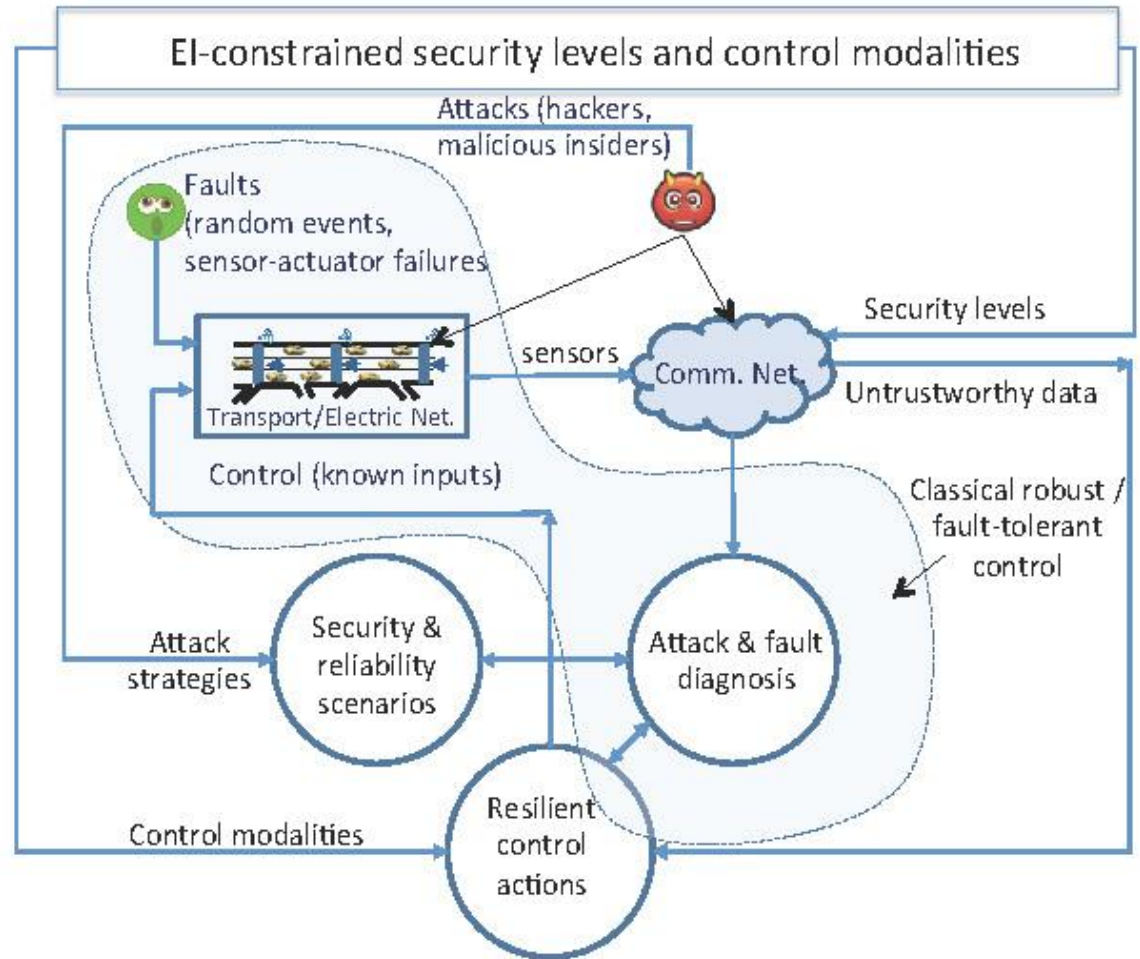 EI-constrained security levels and control modalities
Attacks (hackers,
malicious insiders)
Faults
(random events,
sensor-actuator failures
Security levels
sensors
Comm. Net.
Untrustworthy data
Transport/Electric Net.
Control (known inputs)
Classical robust /
fault-tolerant
control
Security &
reliability
scenarios
Attack & fault
diagnosis
Attack
strategies
Resilient
control
actions
Control modalities